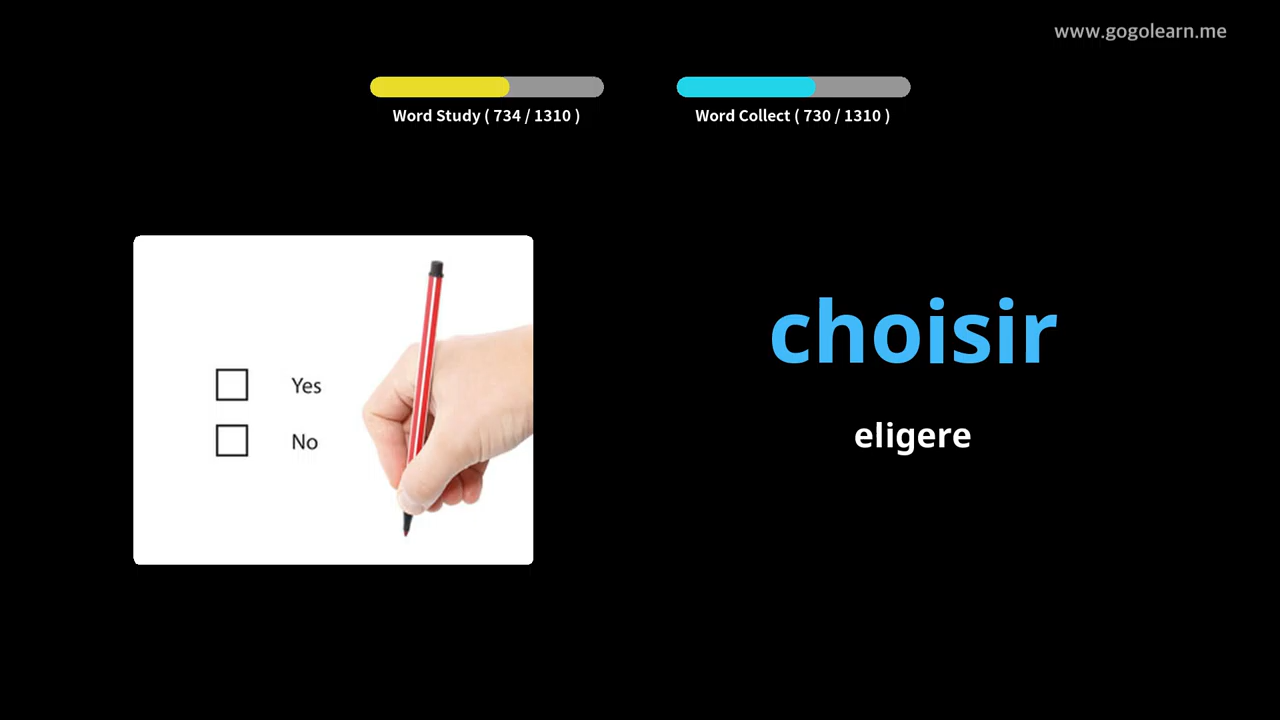 www.gogolearn.me
Word Study ( 734 / 1310 )
Word Collect ( 730 / 1310 )
Yes
No
choisir
eligere